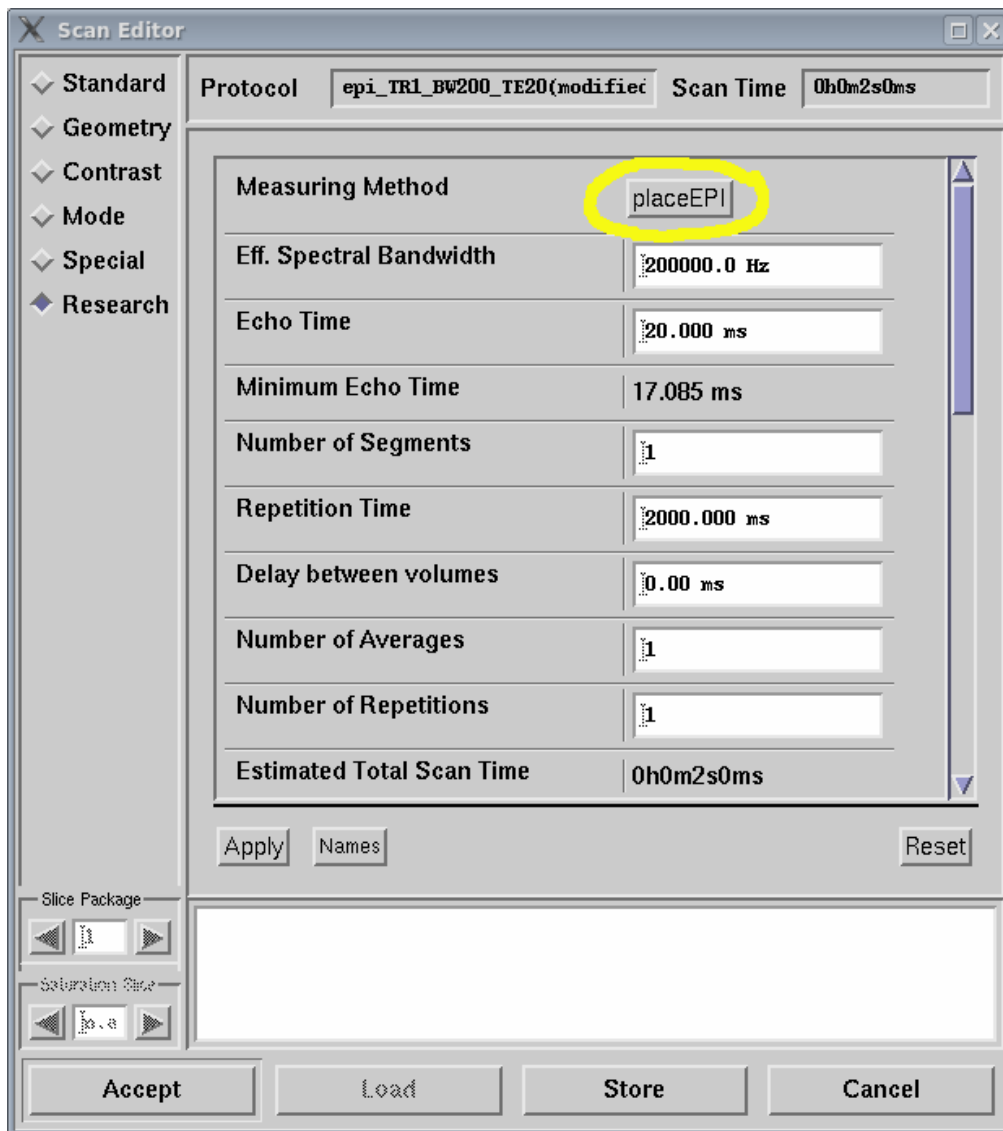 Scan Editor
Standard
Geometry
Contrast
Mode
Special
Research
Protocol epi_TR1_BW200_TE20(modified Scan Time 0h0m2s0ms
Measuring Method placeEPI
Eff. Spectral Bandwidth 200000.0 Hz
Echo Time 20.000 ms
Minimum Echo Time 17.085 ms
Number of Segments 1
Repetition Time 2000.000 ms
Delay between volumes 0.00 ms
Number of Averages 1
Number of Repetitions 1
Estimated Total Scan Time 0h0m2s0ms
Apply Names Reset
Slice Package
1
Saturation Slice
Accept Load Store Cancel